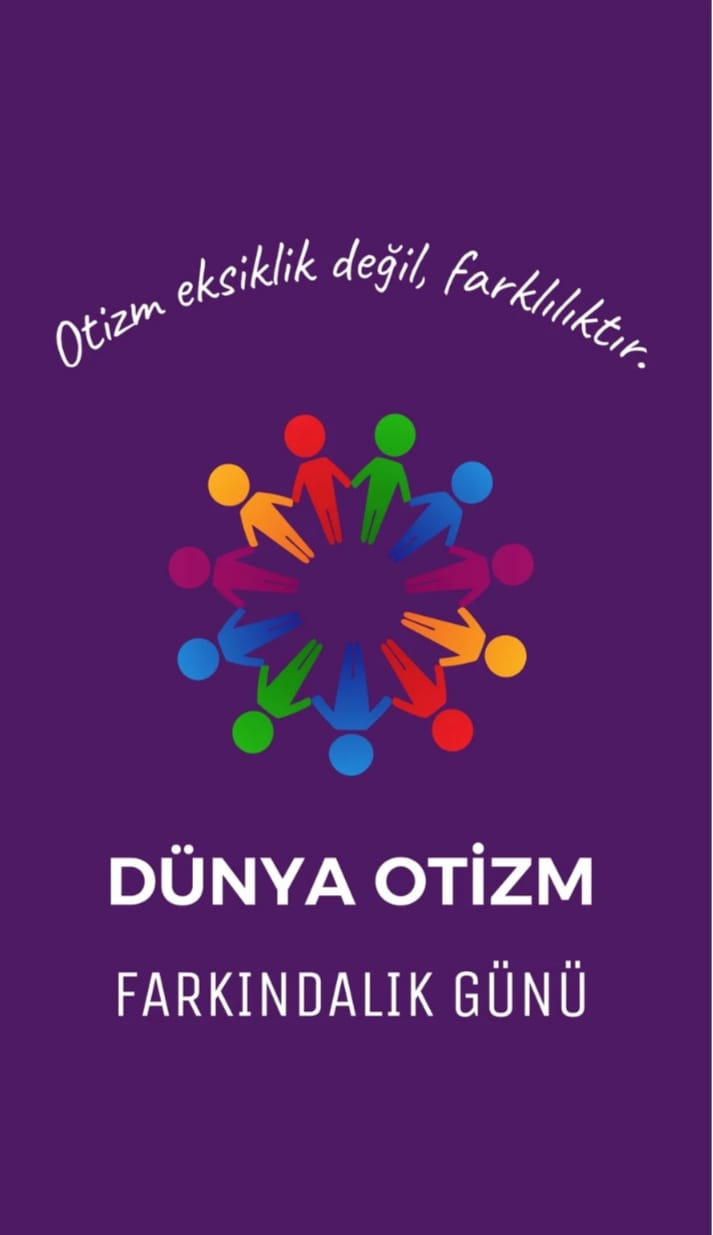 Otizm eksiklik değil, farklılıktır.
DÜNYA OTİZM
FARKINDALIK GÜNÜ